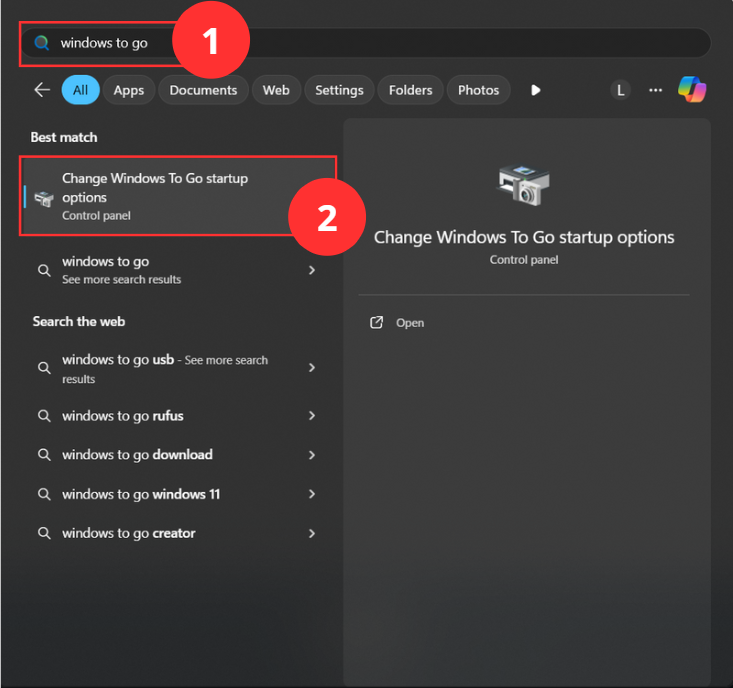 windows to go
1
All
Apps
Documents
Web
Settings
Folders
Photos
L
Best match
Change Windows To Go startup
options
Control panel
2
windows to go
See more search results
Search the web
windows to go usb - See more search
results
windows to go rufus
windows to go download
windows to go windows 11
windows to go creator
Change Windows To Go startup options
Control panel
Open